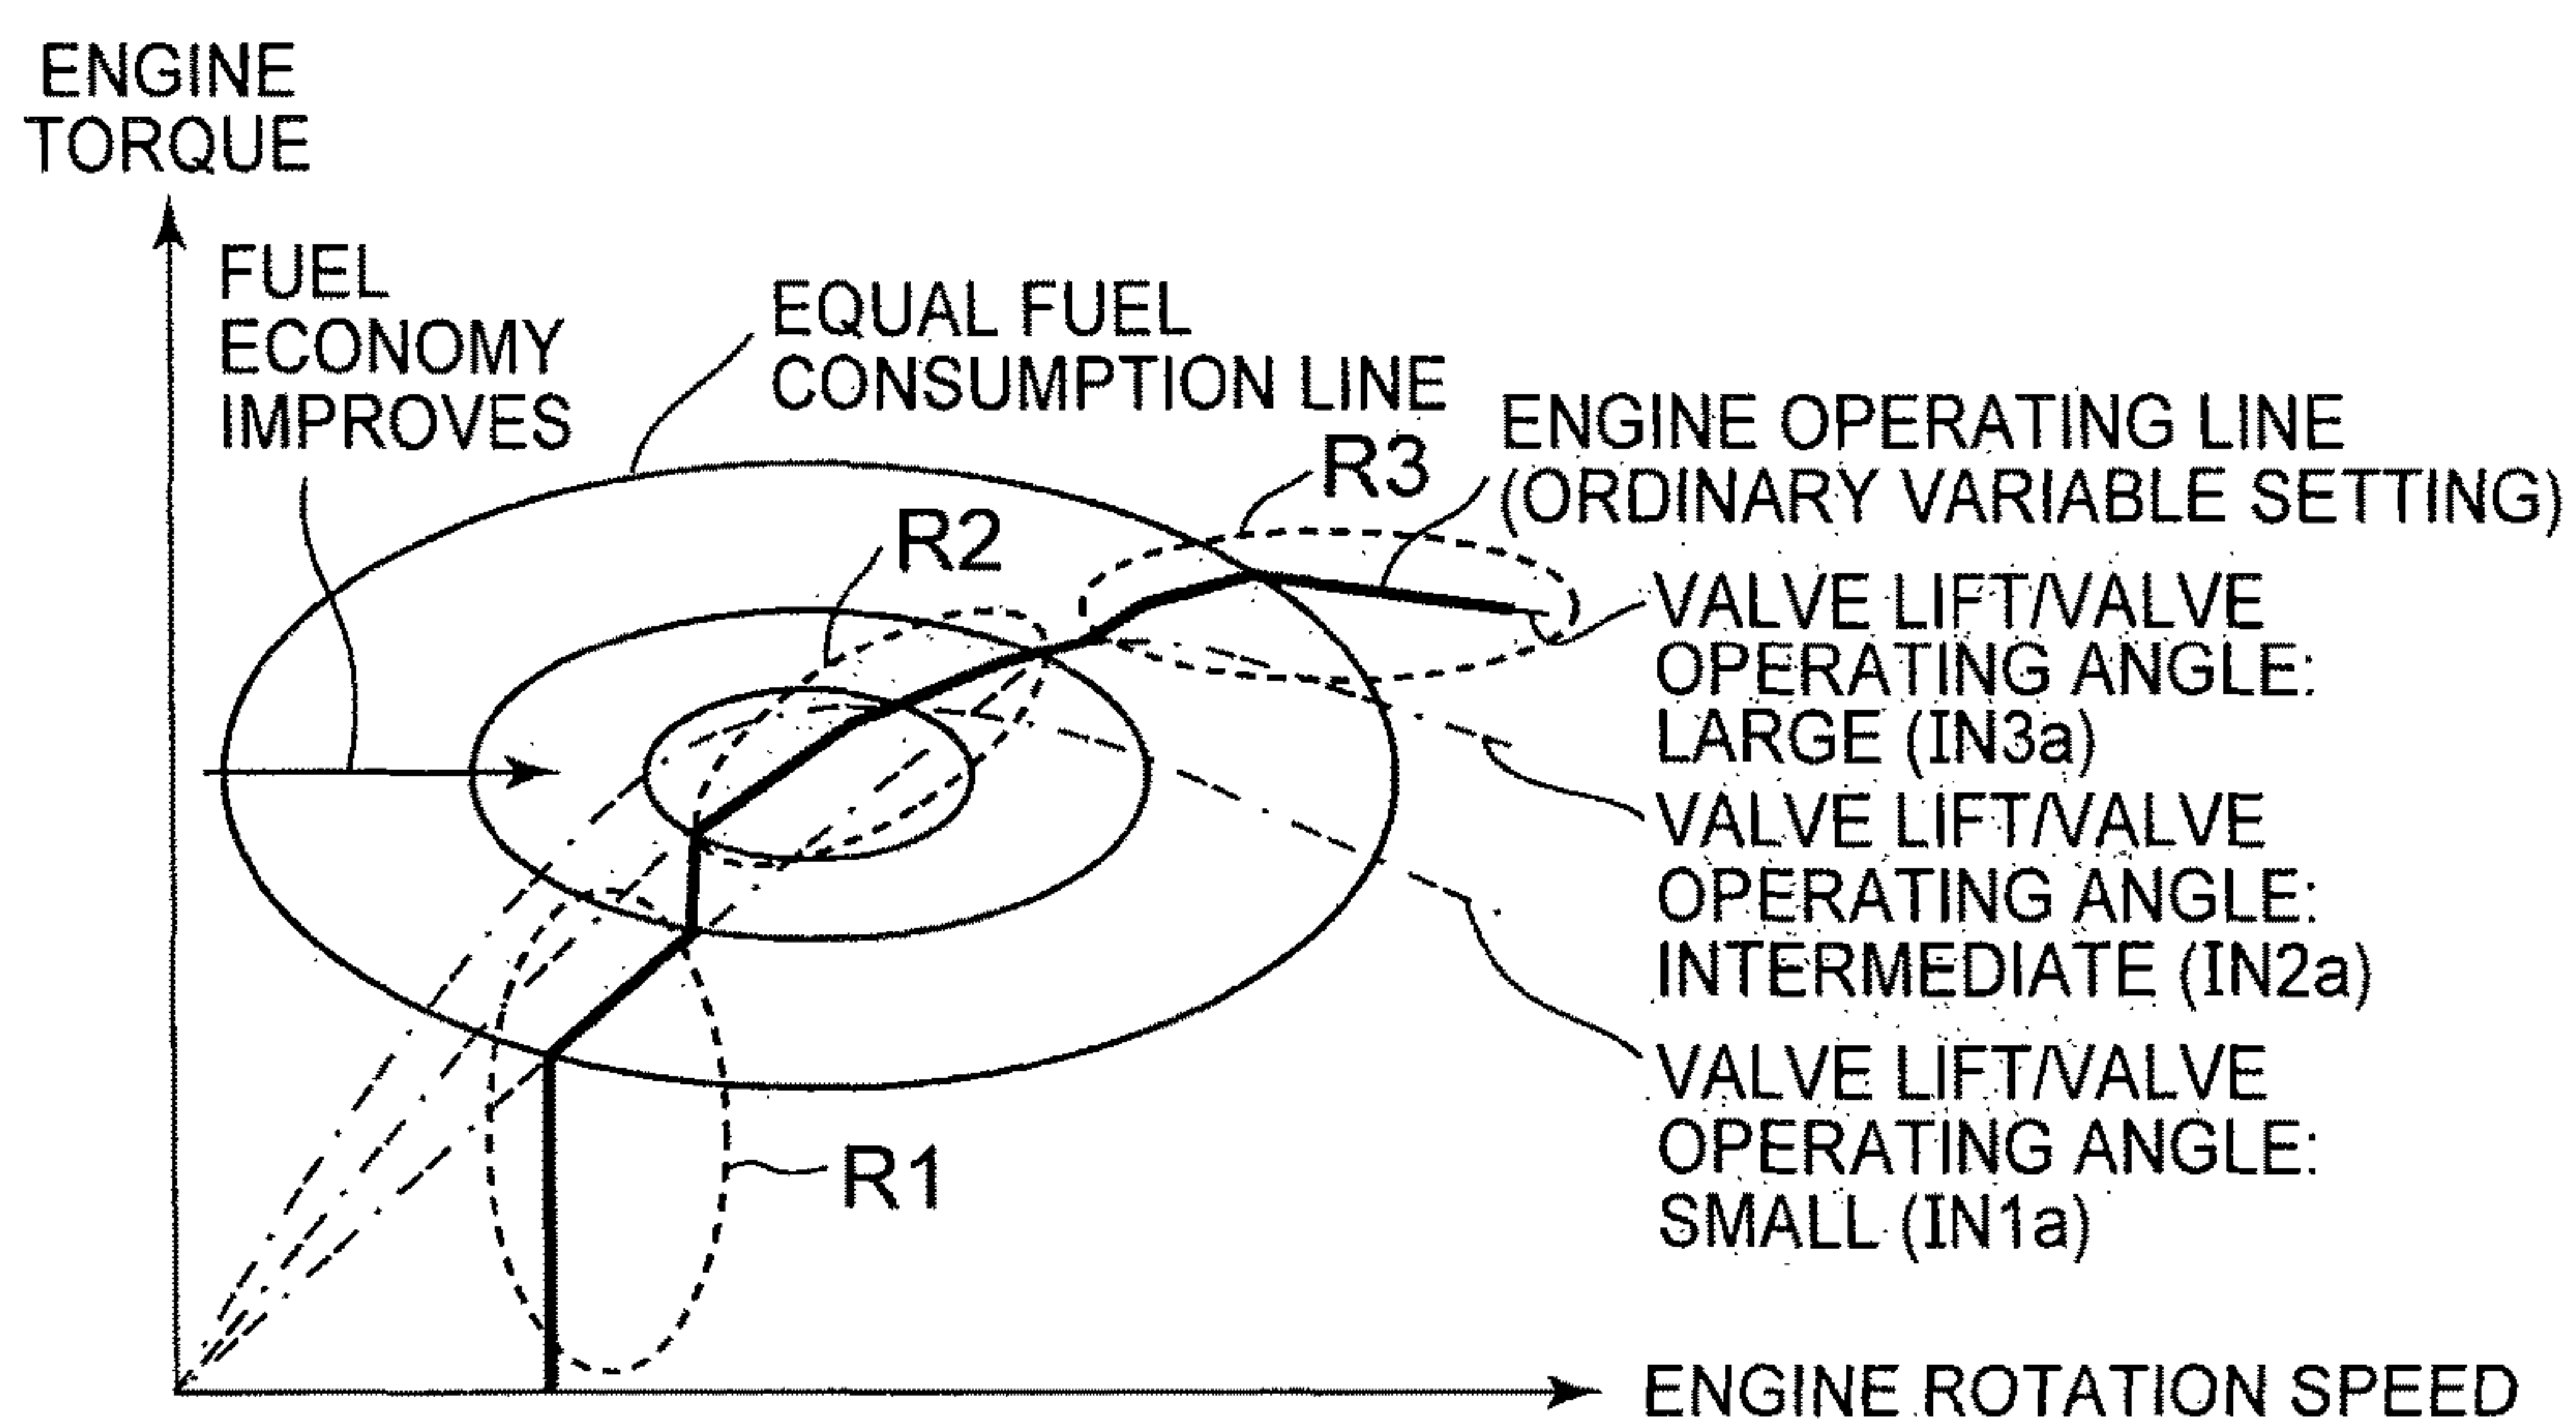 ENGINE
TORQUE
FUEL
ECONOMY
IMPROVES
EQUAL FUEL
CONSUMPTION LINE
R2
R3
ENGINE OPERATING LINE
(ORDINARY VARIABLE SETTING)
VALVE LIFT/VALVE
OPERATING ANGLE:
LARGE (IN3a)
VALVE LIFT/VALVE
OPERATING ANGLE:
INTERMEDIATE (IN2a)
VALVE LIFT/VALVE
OPERATING ANGLE:
SMALL (IN1a)
R1
ENGINE ROTATION SPEED